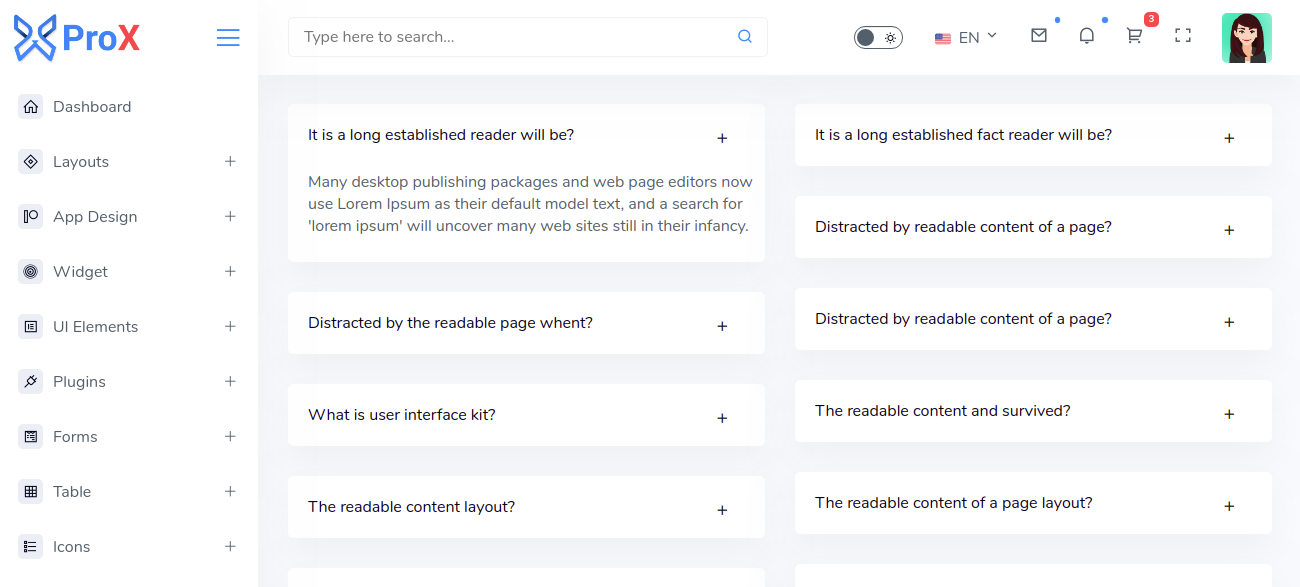 ProX
Type here to search...
EN
3
Dashboard
Layouts
App Design
Widget
UI Elements
Plugins
Forms
Table
Icons
It is a long established reader will be?
Many desktop publishing packages and web page editors now
use Lorem Ipsum as their default model text, and a search for
'lorem ipsum' will uncover many web sites still in their infancy.
Distracted by the readable page whent?
What is user interface kit?
The readable content layout?
It is a long established fact reader will be?
Distracted by readable content of a page?
Distracted by readable content of a page?
The readable content and survived?
The readable content of a page layout?